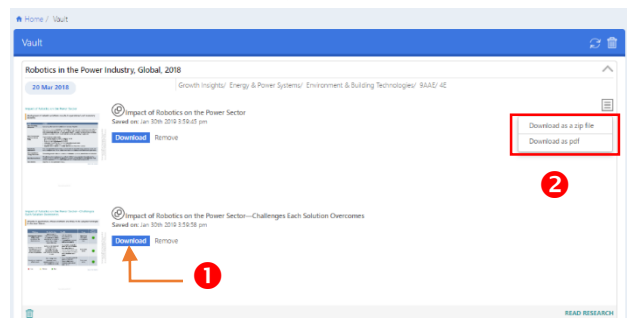 Home / Vault
Vault
Robotics in the Power Industry, Global, 2018
20 Mar 2018
Growth Insights/ Energy & Power Systems/ Environment & Building Technologies/ 9AAE/ 4E
Impact of Robotics on the Power Sector
Saved on: Jan 30th 2019 3:59:45 pm
Download Remove
Download as a zip file
Download as pdf
2
Impact of Robotics on the Power Sector—Challenges Each Solution Overcomes
Saved on: Jan 30th 2019 3:59:58 pm
Download Remove
1
READ RESEARCH